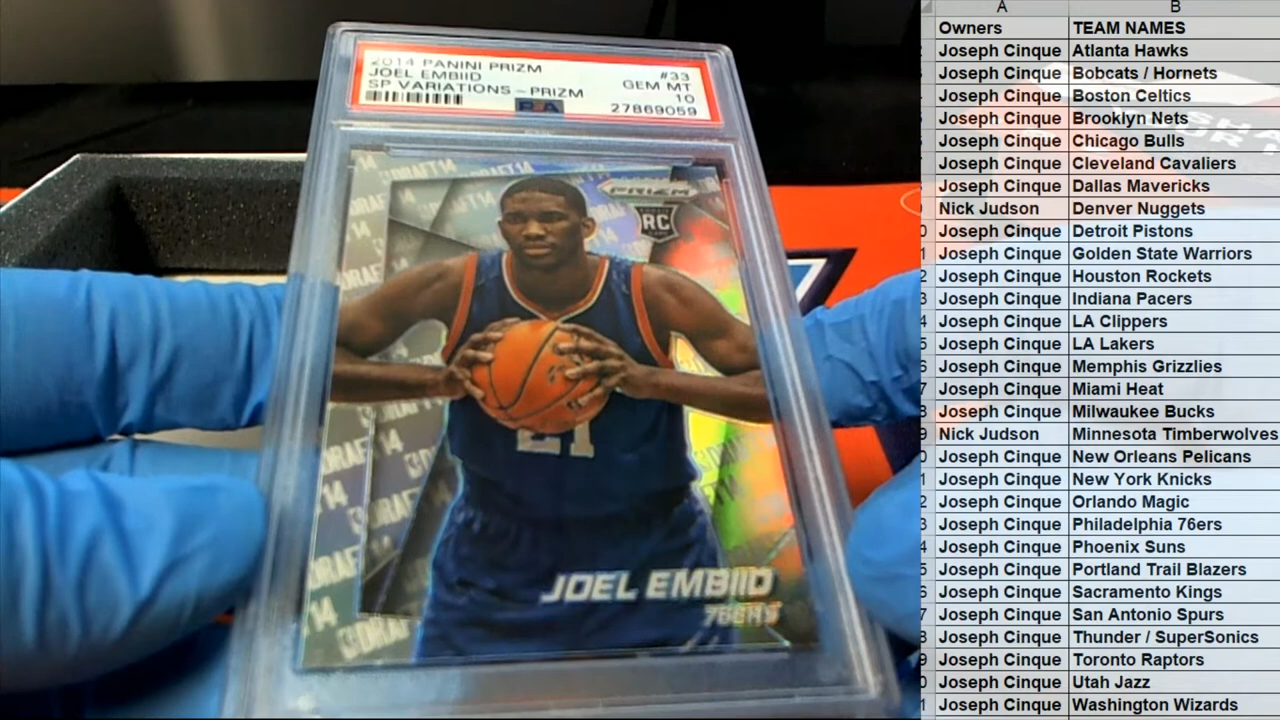 2014 PANINI PRIZM #33
JOEL EMBIID GEM MT
SP VARIATIONS - PRIZM 10
PSA 27869059
PRIZM
RC
21
JOEL EMBIID
76ERS
A B
Owners TEAM NAMES
Joseph Cinque Atlanta Hawks
Joseph Cinque Bobcats / Hornets
Joseph Cinque Boston Celtics
Joseph Cinque Brooklyn Nets
Joseph Cinque Chicago Bulls
Joseph Cinque Cleveland Cavaliers
Joseph Cinque Dallas Mavericks
Nick Judson Denver Nuggets
Joseph Cinque Detroit Pistons
Joseph Cinque Golden State Warriors
Joseph Cinque Houston Rockets
Joseph Cinque Indiana Pacers
Joseph Cinque LA Clippers
Joseph Cinque LA Lakers
Joseph Cinque Memphis Grizzlies
Joseph Cinque Miami Heat
Joseph Cinque Milwaukee Bucks
Nick Judson Minnesota Timberwolves
Joseph Cinque New Orleans Pelicans
Joseph Cinque New York Knicks
Joseph Cinque Orlando Magic
Joseph Cinque Philadelphia 76ers
Joseph Cinque Phoenix Suns
Joseph Cinque Portland Trail Blazers
Joseph Cinque Sacramento Kings
Joseph Cinque San Antonio Spurs
Joseph Cinque Thunder / SuperSonics
Joseph Cinque Toronto Raptors
Joseph Cinque Utah Jazz
Joseph Cinque Washington Wizards